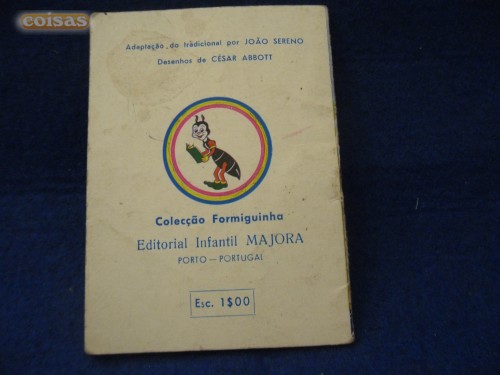 coisas
Adaptação do tradicional por JOÃO SERENO
Desenhos de CÉSAR ABBOTT
Colecção Formiguinha
Editorial Infantil MAJORA
PORTO — PORTUGAL
Esc. 1$00